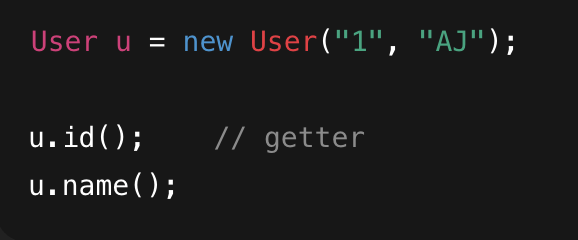 User u = new User("1", "AJ");
u.id();    // getter
u.name();